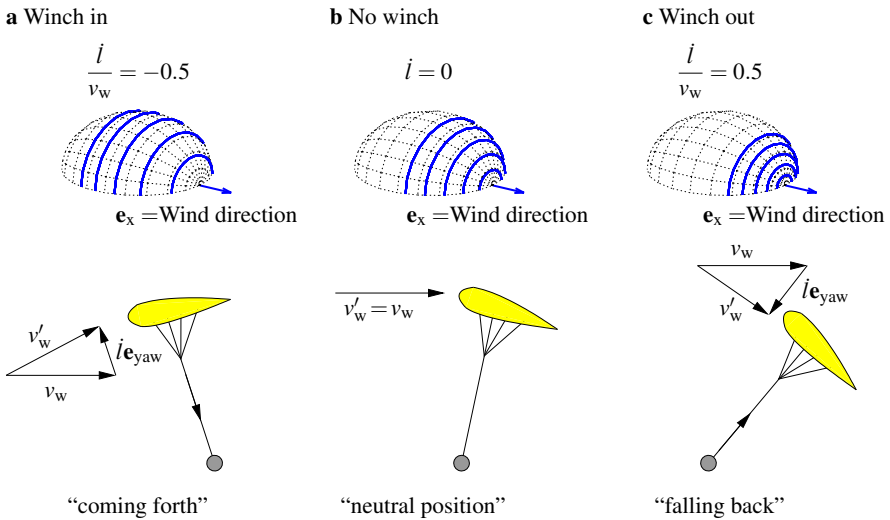 a Winch in
l̇/v_w = −0.5
e_x =Wind direction
v′_w
l̇e_yaw
v_w
“coming forth”
b No winch
l̇ = 0
e_x =Wind direction
v′_w = v_w
“neutral position”
c Winch out
l̇/v_w = 0.5
e_x =Wind direction
v_w
v′_w
l̇e_yaw
“falling back”